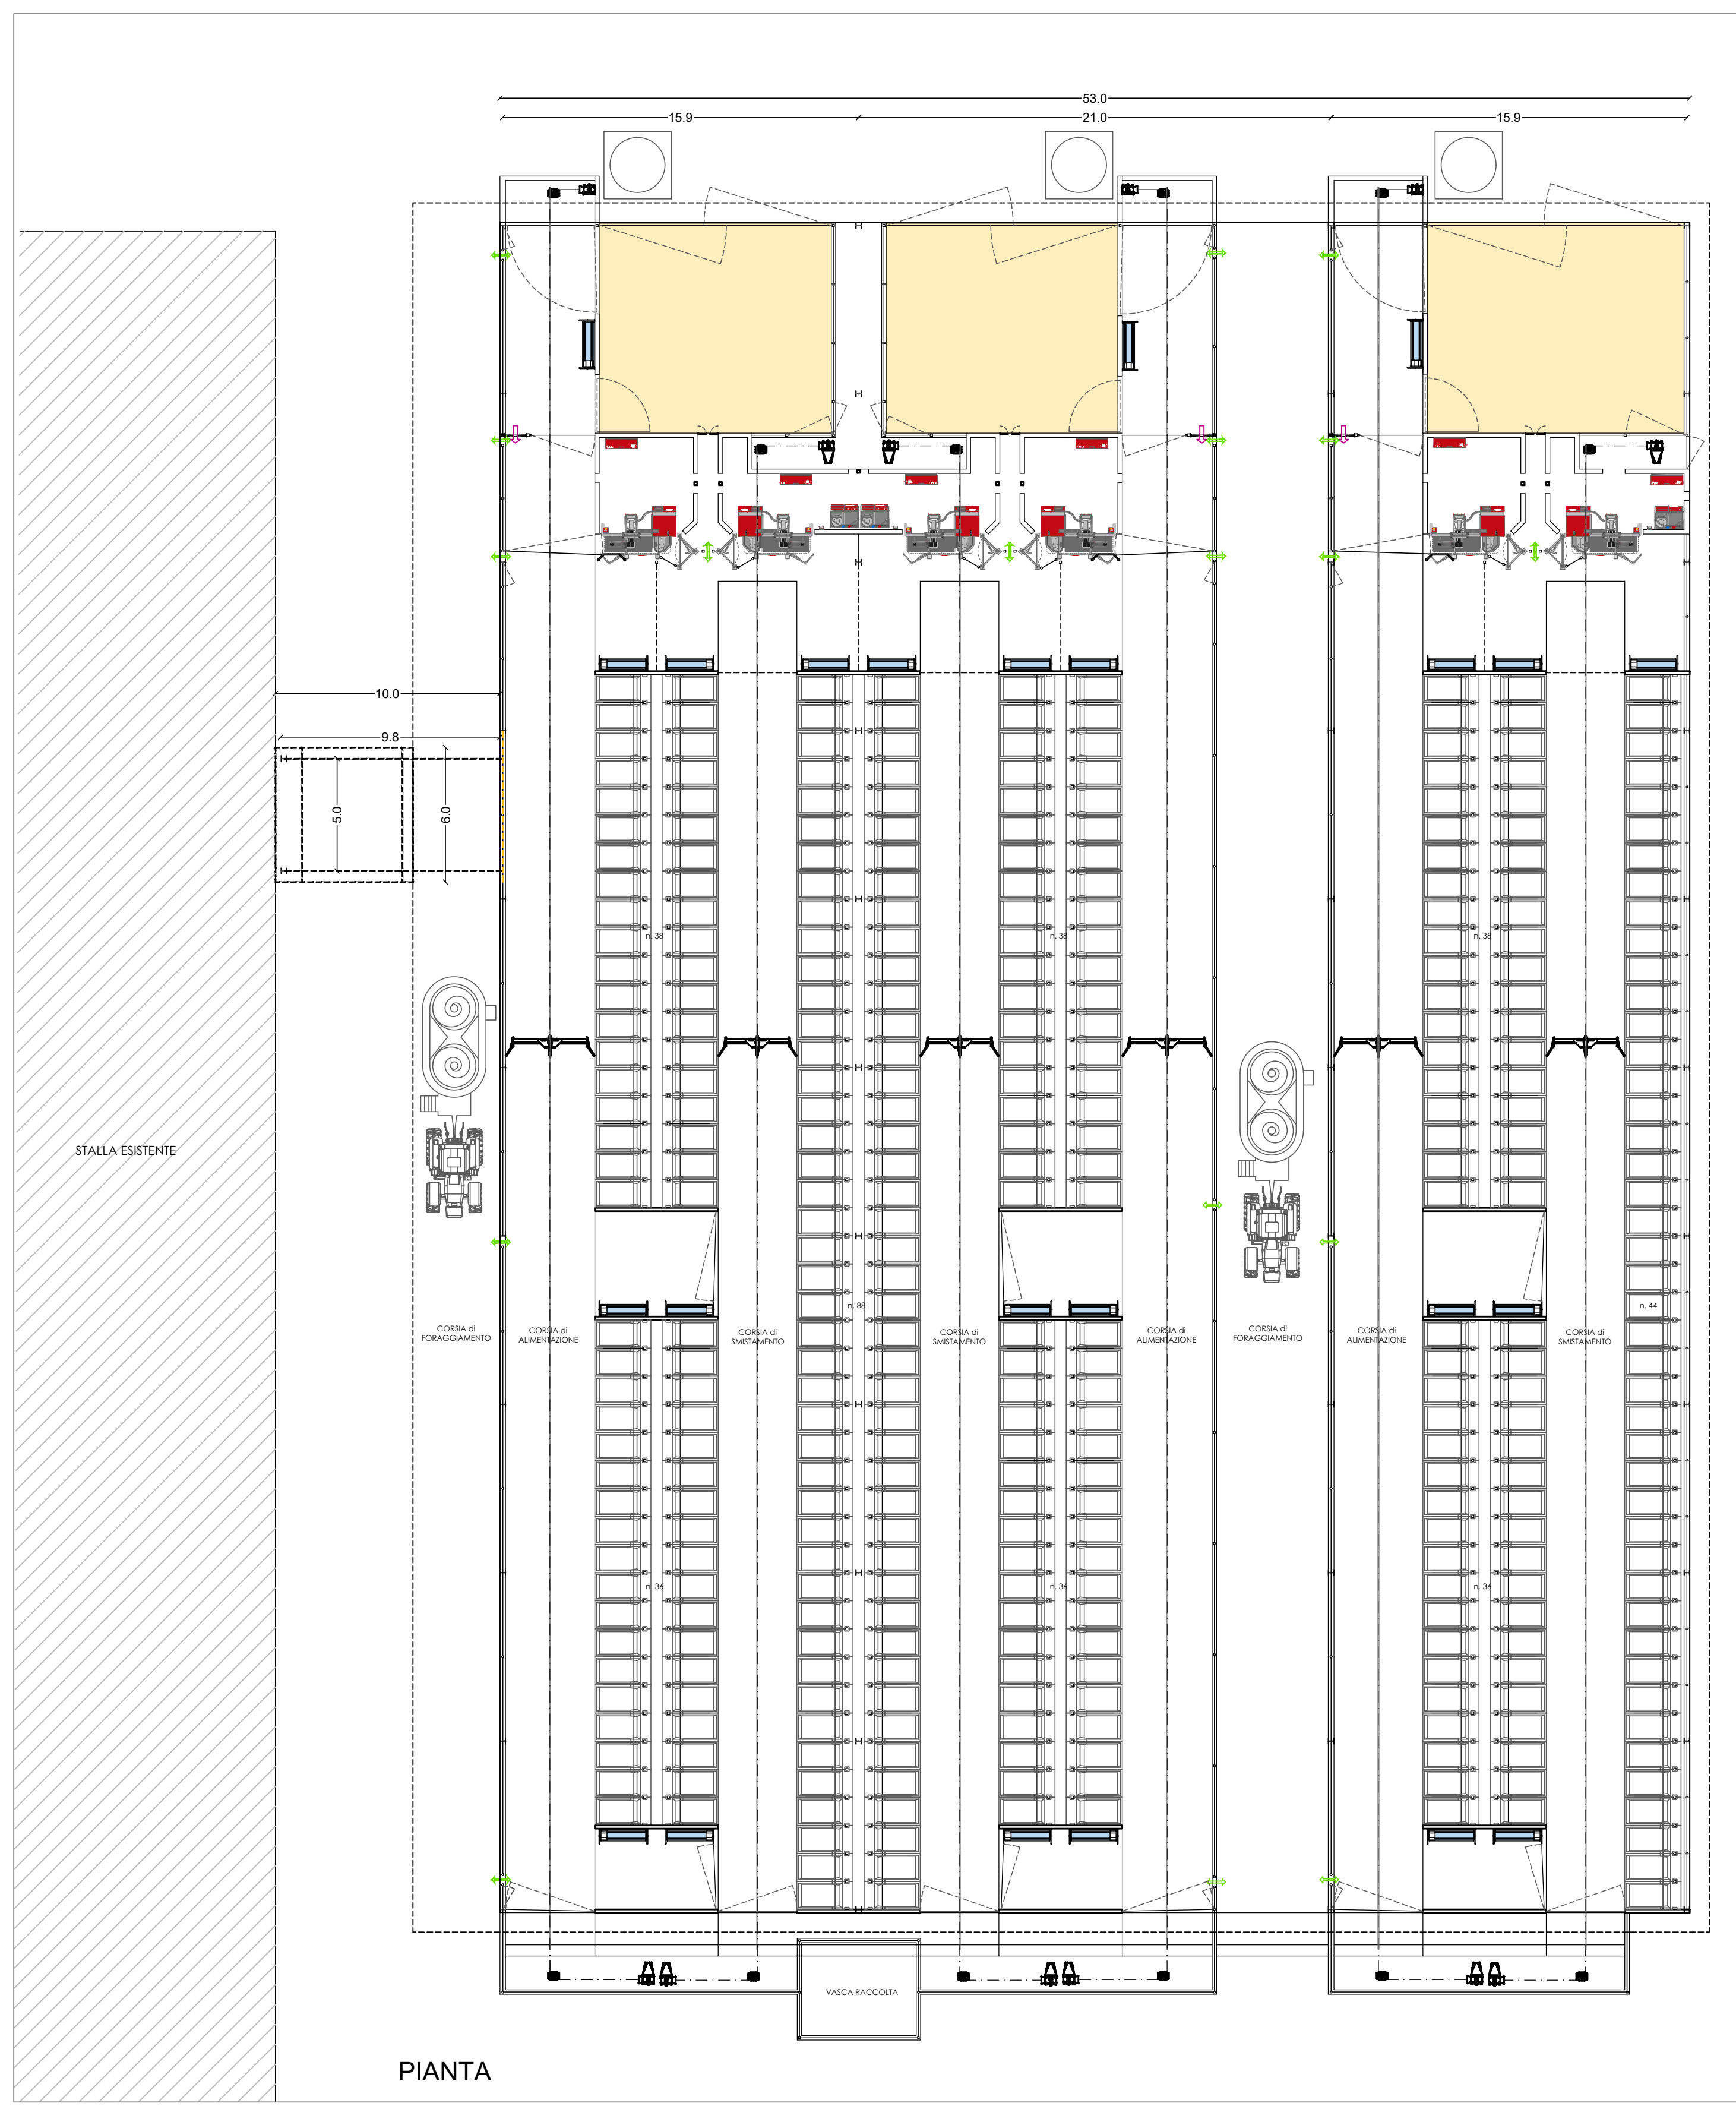 53.0
15.9
21.0
15.9
10.0
9.8
5.0
6.0
n. 38
n. 38
n. 38
STALLA ESISTENTE
n. 88
n. 44
CORSIA di
FORAGGIAMENTO
CORSIA di
ALIMENTAZIONE
CORSIA di
SMISTAMENTO
CORSIA di
SMISTAMENTO
CORSIA di
ALIMENTAZIONE
CORSIA di
FORAGGIAMENTO
CORSIA di
ALIMENTAZIONE
CORSIA di
SMISTAMENTO
n. 36
n. 36
n. 36
VASCA RACCOLTA
PIANTA